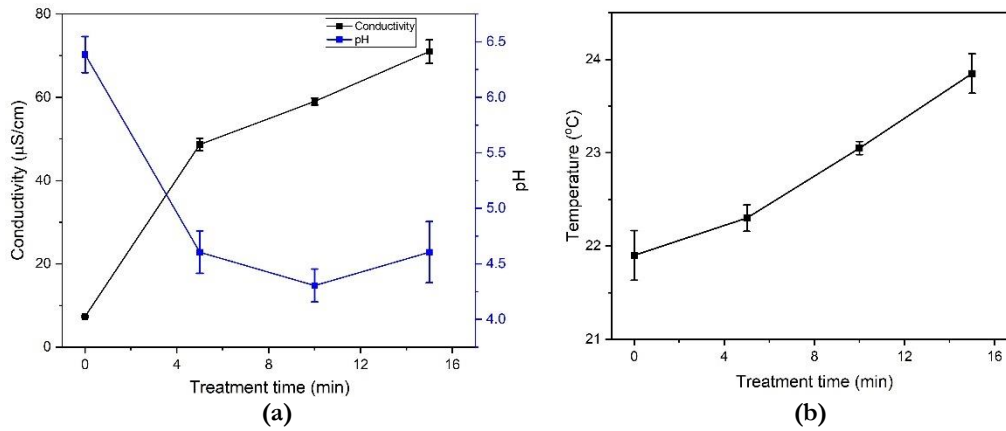 Conductivity
pH
80
60
40
20
0
Conductivity (µS/cm)
6.5
6.0
5.5
5.0
4.5
4.0
pH
0 4 8 12 16
Treatment time (min)
(a)
24
23
22
21
Temperature (°C)
0 4 8 12 16
Treatment time (min)
(b)